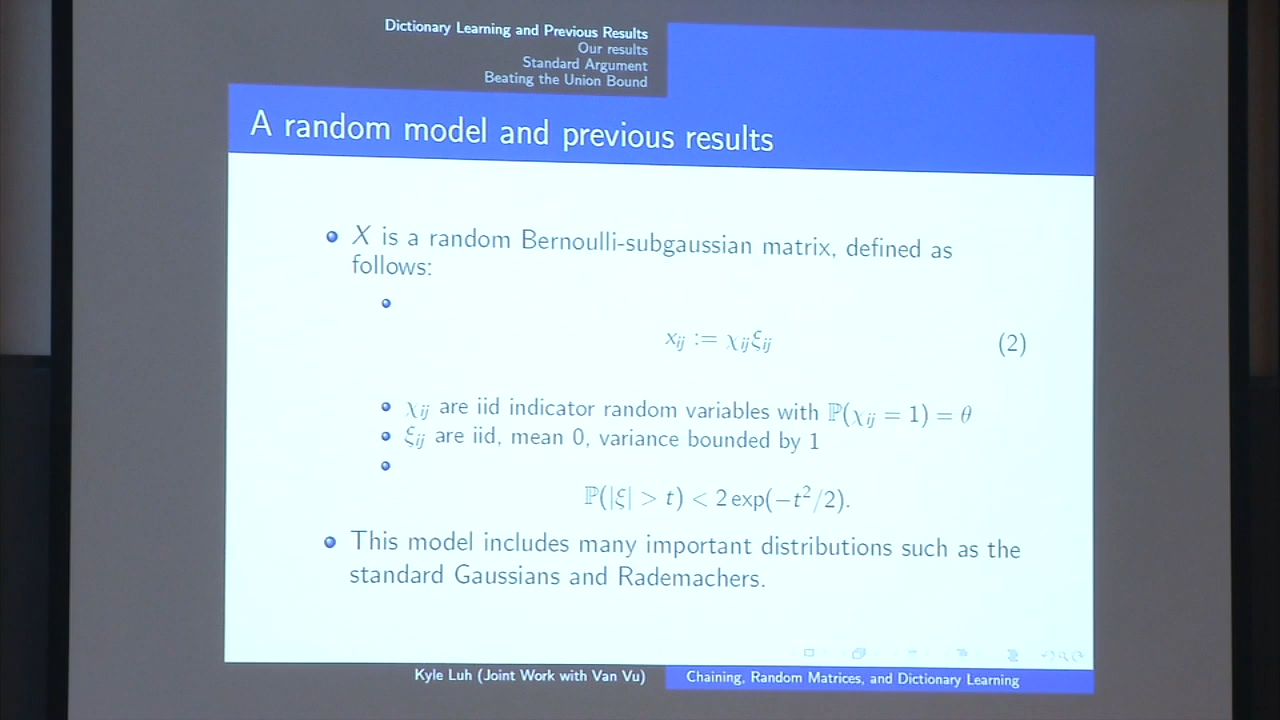 Dictionary Learning and Previous Results
Our results
Standard Argument
Beating the Union Bound
A random model and previous results
X is a random Bernoulli-subgaussian matrix, defined as
follows:
x_{ij} := χ_{ij}ξ_{ij} (2)
χ_{ij} are iid indicator random variables with ℙ(χ_{ij} = 1) = θ
ξ_{ij} are iid, mean 0, variance bounded by 1
ℙ(|ξ| > t) < 2 exp(−t²/2).
This model includes many important distributions such as the
standard Gaussians and Rademachers.
Kyle Luh (Joint Work with Van Vu)
Chaining, Random Matrices, and Dictionary Learning